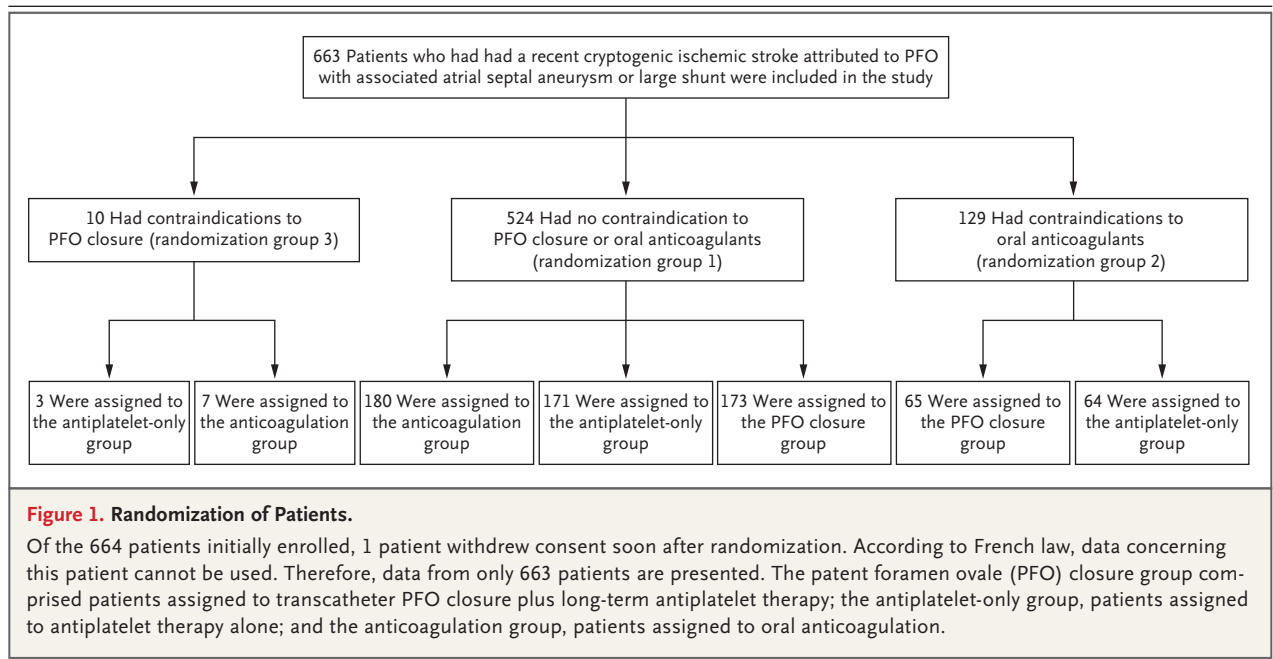 663 Patients who had had a recent cryptogenic ischemic stroke attributed to PFO
with associated atrial septal aneurysm or large shunt were included in the study
10 Had contraindications to
PFO closure (randomization group 3)
524 Had no contraindication to
PFO closure or oral anticoagulants
(randomization group 1)
129 Had contraindications to
oral anticoagulants
(randomization group 2)
3 Were assigned to
the antiplatelet-only
group
7 Were assigned to
the anticoagulation
group
180 Were assigned to
the anticoagulation
group
171 Were assigned to
the antiplatelet-only
group
173 Were assigned to
the PFO closure
group
65 Were assigned to
the PFO closure
group
64 Were assigned to
the antiplatelet-only
group
Figure 1. Randomization of Patients.
Of the 664 patients initially enrolled, 1 patient withdrew consent soon after randomization. According to French law, data concerning
this patient cannot be used. Therefore, data from only 663 patients are presented. The patent foramen ovale (PFO) closure group com-
prised patients assigned to transcatheter PFO closure plus long-term antiplatelet therapy; the antiplatelet-only group, patients assigned
to antiplatelet therapy alone; and the anticoagulation group, patients assigned to oral anticoagulation.